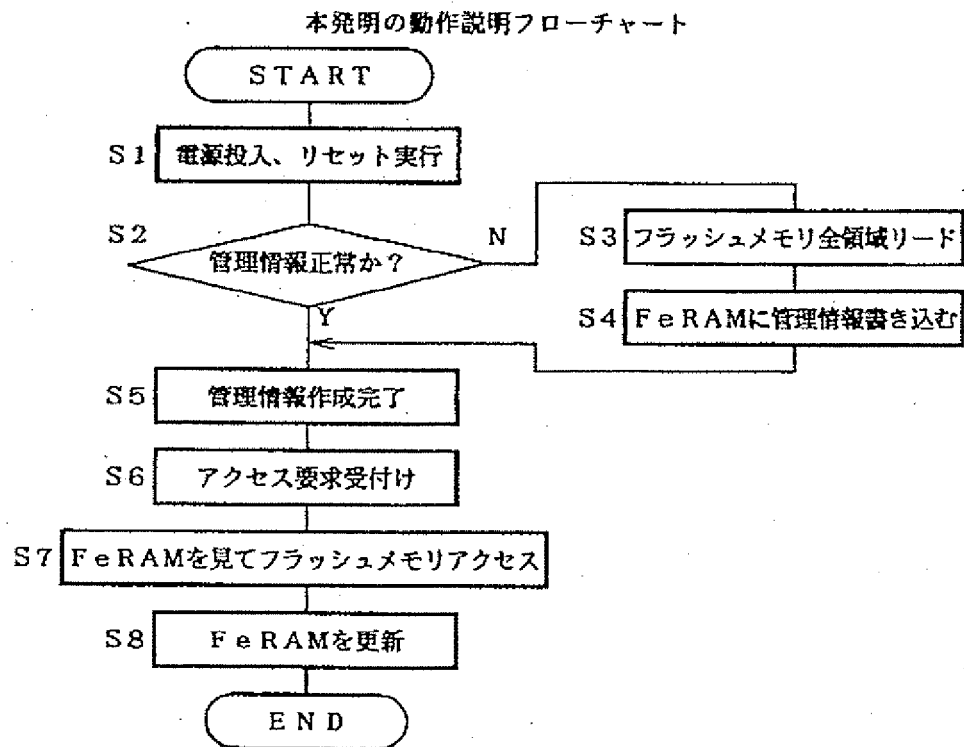 本発明の動作説明フローチャート
START
S1 電源投入、リセット実行
S2 管理情報正常か？
N
Y
S3 フラッシュメモリ全領域リード
S4 FeRAMに管理情報書き込む
S5 管理情報作成完了
S6 アクセス要求受付け
S7 FeRAMを見てフラッシュメモリアクセス
S8 FeRAMを更新
END